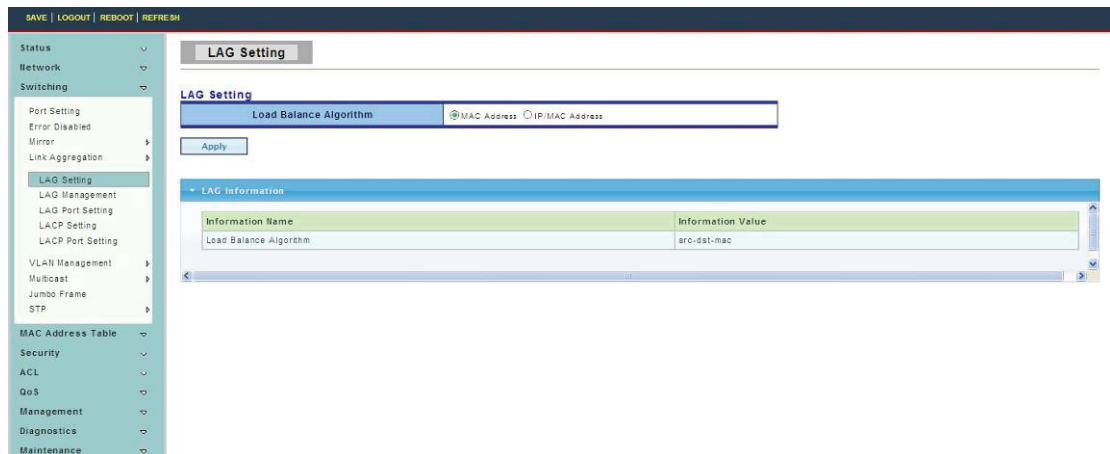 SAVE | LOGOUT | REBOOT | REFRESH
Status
Network
Switching
Port Setting
Error Disabled
Mirror
Link Aggregation
LAG Setting
LAG Management
LAG Port Setting
LACP Setting
LACP Port Setting
VLAN Management
Multicast
Jumbo Frame
STP
MAC Address Table
Security
ACL
QoS
Management
Diagnostics
Maintenance
LAG Setting
LAG Setting
Load Balance Algorithm MAC Address IP/MAC Address
Apply
LAG Information
Information Name Information Value
Load Balance Algorithm src-dst-mac